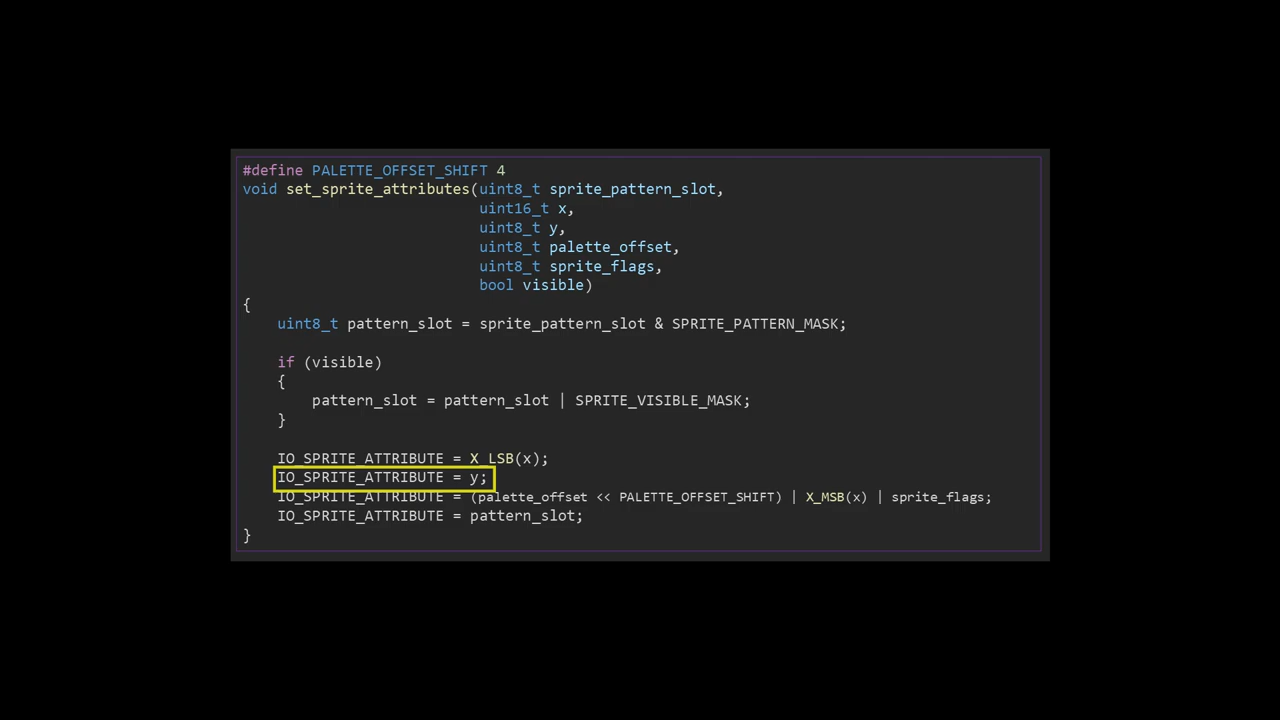 #define PALETTE_OFFSET_SHIFT 4
void set_sprite_attributes(uint8_t sprite_pattern_slot,
uint16_t x,
uint8_t y,
uint8_t palette_offset,
uint8_t sprite_flags,
bool visible)
{
uint8_t pattern_slot = sprite_pattern_slot & SPRITE_PATTERN_MASK;
if (visible)
{
pattern_slot = pattern_slot | SPRITE_VISIBLE_MASK;
}
IO_SPRITE_ATTRIBUTE = X_LSB(x);
IO_SPRITE_ATTRIBUTE = y;
IO_SPRITE_ATTRIBUTE = (palette_offset << PALETTE_OFFSET_SHIFT) | X_MSB(x) | sprite_flags;
IO_SPRITE_ATTRIBUTE = pattern_slot;
}